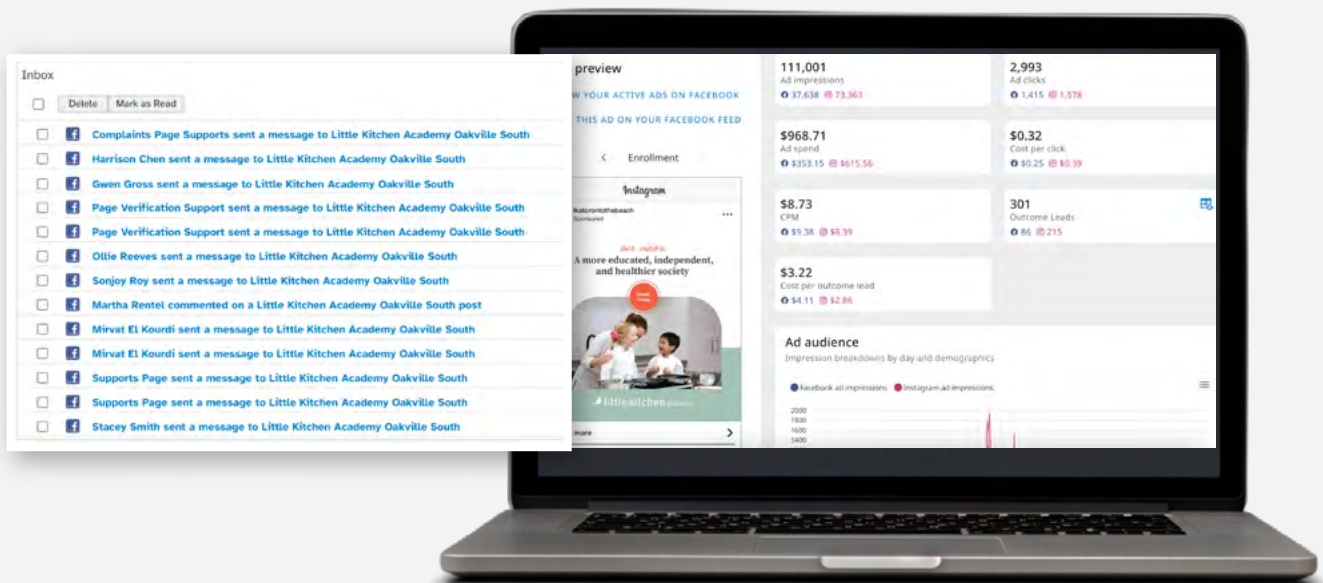 Inbox
Delete Mark as Read
Complaints Page Supports sent a message to Little Kitchen Academy Oakville South
Harrison Chen sent a message to Little Kitchen Academy Oakville South
Gwen Gross sent a message to Little Kitchen Academy Oakville South
Page Verification Support sent a message to Little Kitchen Academy Oakville South
Page Verification Support sent a message to Little Kitchen Academy Oakville South
Ollie Reeves sent a message to Little Kitchen Academy Oakville South
Sonjoy Roy sent a message to Little Kitchen Academy Oakville South
Martha Rentel commented on a Little Kitchen Academy Oakville South post
Mirvat El Kourdi sent a message to Little Kitchen Academy Oakville South
Mirvat El Kourdi sent a message to Little Kitchen Academy Oakville South
Supports Page sent a message to Little Kitchen Academy Oakville South
Supports Page sent a message to Little Kitchen Academy Oakville South
Stacey Smith sent a message to Little Kitchen Academy Oakville South
preview
W YOUR ACTIVE ADS ON FACEBOOK
THIS AD ON YOUR FACEBOOK FEED
Enrollment
Instagram
Sponsored
our vision
A more educated, independent,
and healthier society
little kitchen
more
111,001
Ad impressions
37,638 73,363
2,993
Ad clicks
1,415 1,578
$968.71
Ad spend
$353.15 $615.56
$0.32
Cost per click
$0.25 $0.39
$8.73
CPM
$9.38 $8.39
301
Outcome Leads
86 215
$3.22
Cost per outcome lead
$4.11 $2.86
Ad audience
Impression breakdowns by day and demographics
Facebook ad impressions Instagram ad impressions
2000
1800
1600
1400